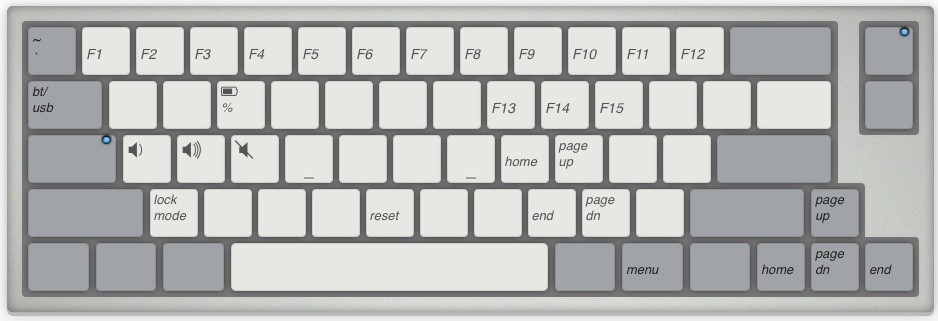 ~
`
F1
F2
F3
F4
F5
F6
F7
F8
F9
F10
F11
F12
bt/
usb
%
F13
F14
F15
_
_
home
page
up
lock
mode
reset
end
page
dn
page
up
menu
home
page
dn
end